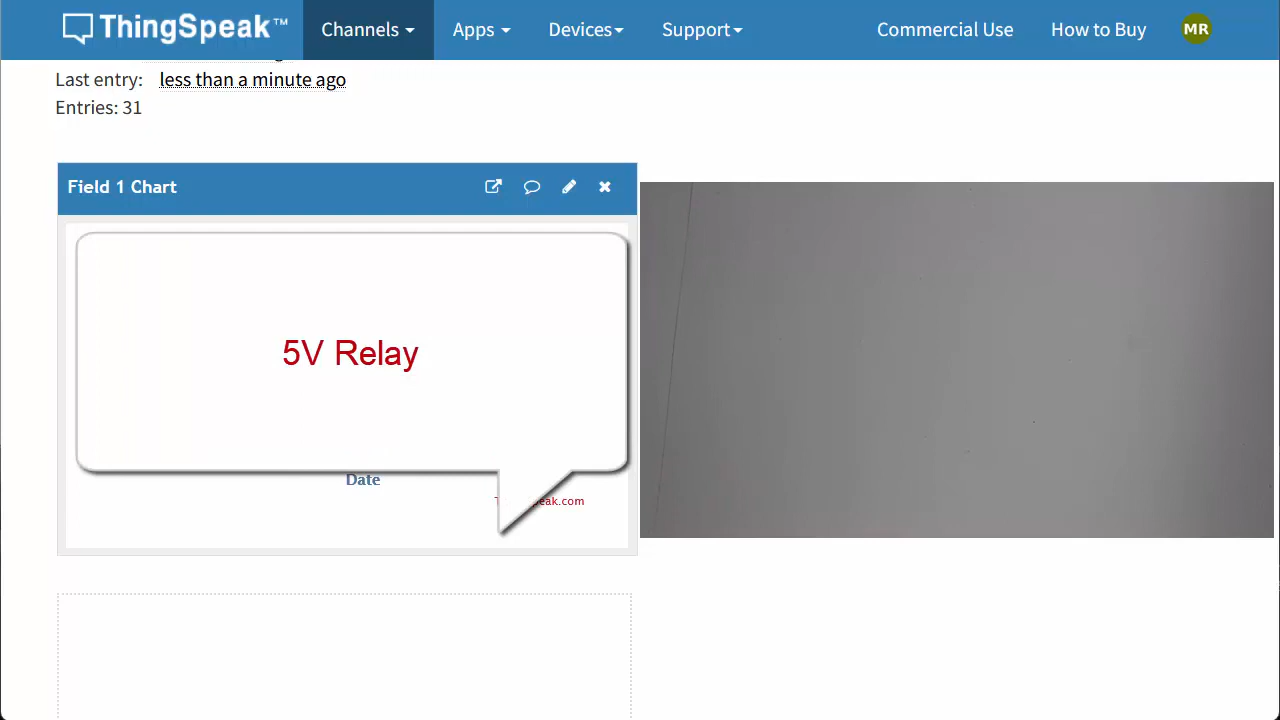 ThingSpeak™ Channels Apps Devices Support Commercial Use How to Buy MR
Last entry: less than a minute ago
Entries: 31
Field 1 Chart
5V Relay
Date